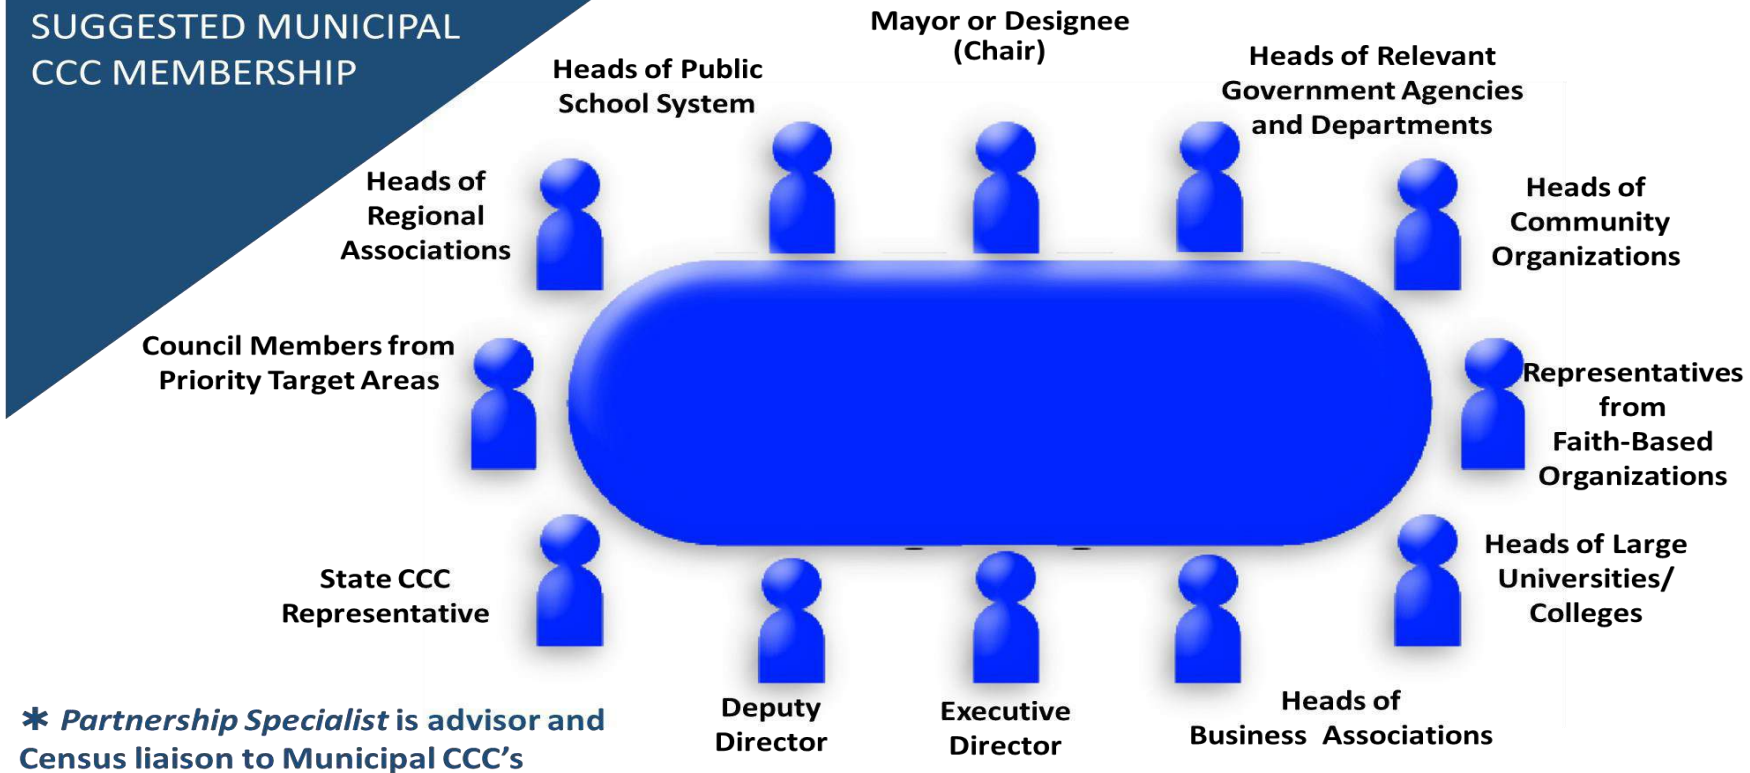 SUGGESTED MUNICIPAL
CCC MEMBERSHIP
Mayor or Designee
(Chair)
Heads of Public
School System
Heads of Relevant
Government Agencies
and Departments
Heads of
Regional
Associations
Heads of
Community
Organizations
Council Members from
Priority Target Areas
Representatives
from
Faith-Based
Organizations
State CCC
Representative
Heads of Large
Universities/
Colleges
Deputy
Director
Executive
Director
Heads of
Business Associations
* Partnership Specialist is advisor and
Census liaison to Municipal CCC’s